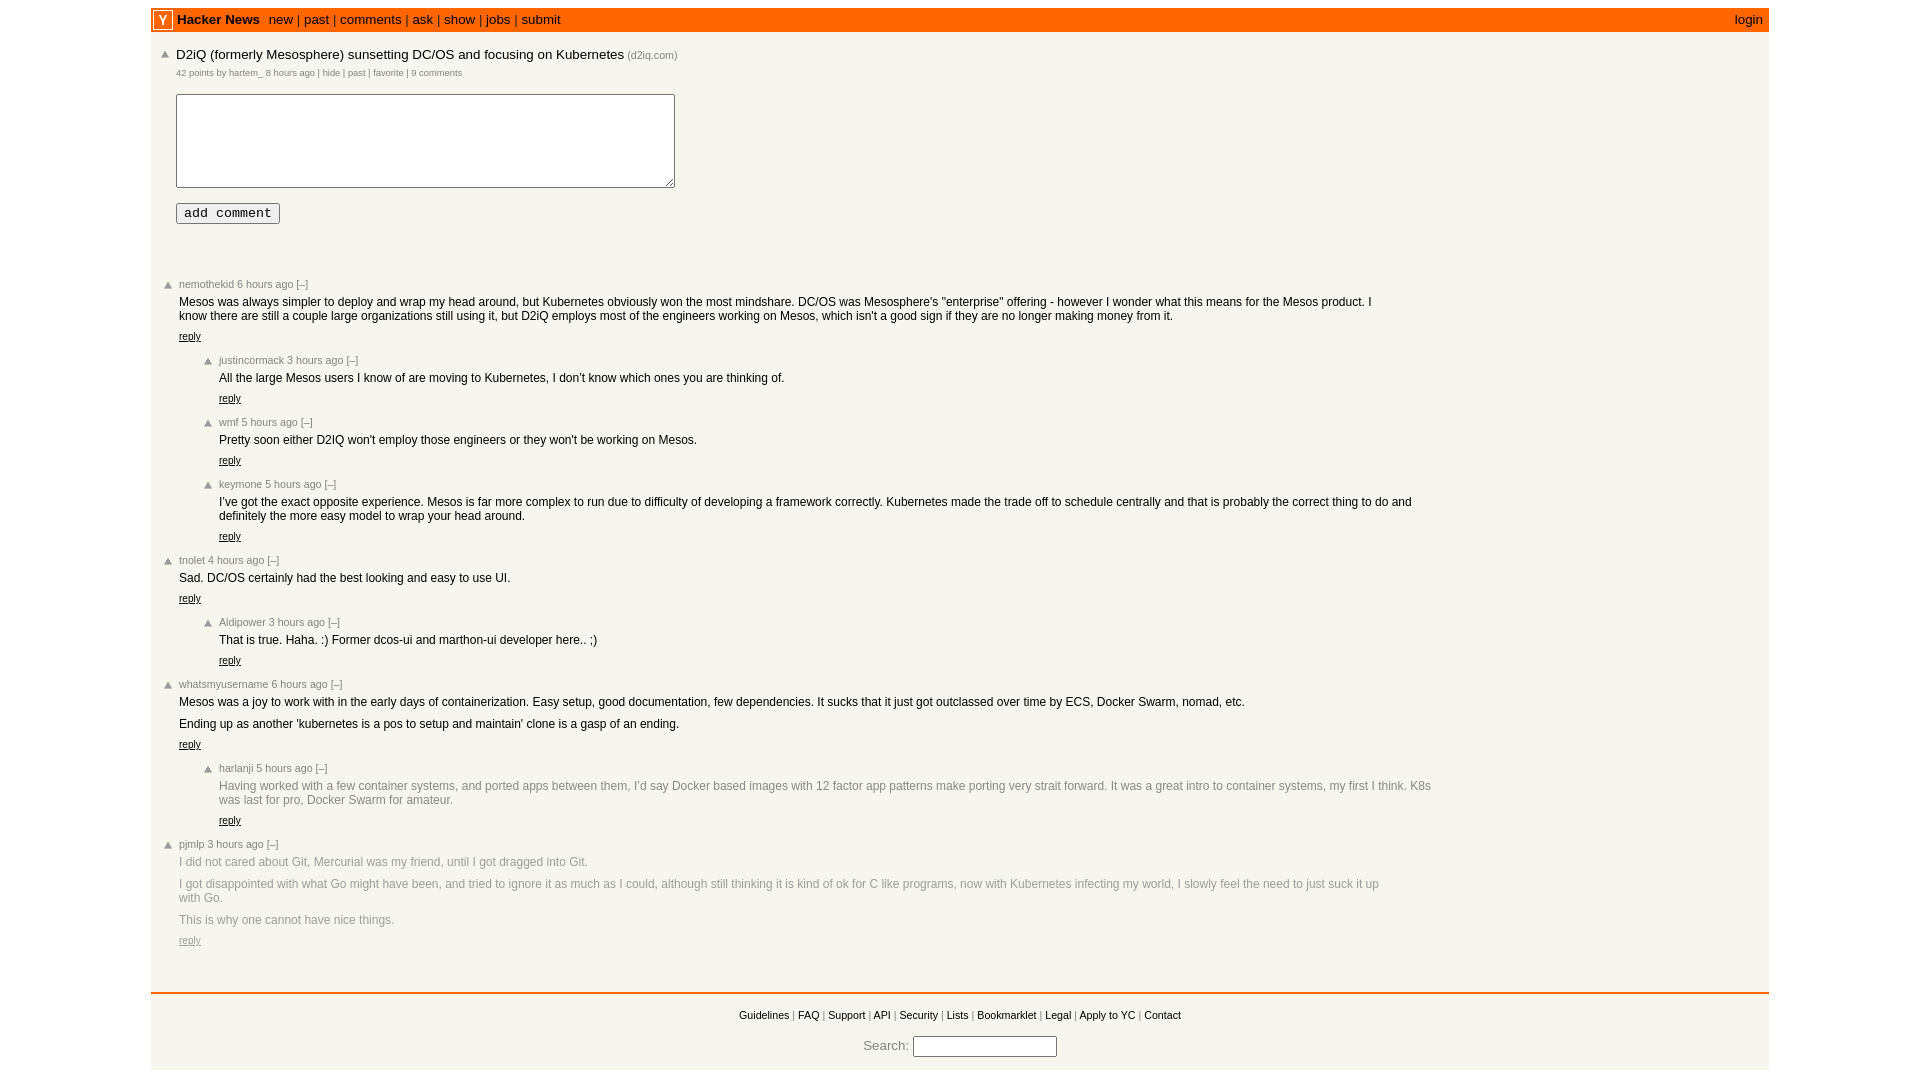 Y Hacker News new | past | comments | ask | show | jobs | submit login
D2iQ (formerly Mesosphere) sunsetting DC/OS and focusing on Kubernetes (d2iq.com)
42 points by hartem_ 8 hours ago | hide | past | favorite | 9 comments
add comment
nemothekid 6 hours ago [–]
Mesos was always simpler to deploy and wrap my head around, but Kubernetes obviously won the most mindshare. DC/OS was Mesosphere's "enterprise" offering - however I wonder what this means for the Mesos product. I
know there are still a couple large organizations still using it, but D2iQ employs most of the engineers working on Mesos, which isn't a good sign if they are no longer making money from it.
reply
justincormack 3 hours ago [–]
All the large Mesos users I know of are moving to Kubernetes, I don’t know which ones you are thinking of.
reply
wmf 5 hours ago [–]
Pretty soon either D2IQ won't employ those engineers or they won't be working on Mesos.
reply
keymone 5 hours ago [–]
I’ve got the exact opposite experience. Mesos is far more complex to run due to difficulty of developing a framework correctly. Kubernetes made the trade off to schedule centrally and that is probably the correct thing to do and
definitely the more easy model to wrap your head around.
reply
tnolet 4 hours ago [–]
Sad. DC/OS certainly had the best looking and easy to use UI.
reply
Aldipower 3 hours ago [–]
That is true. Haha. :) Former dcos-ui and marthon-ui developer here.. ;)
reply
whatsmyusername 6 hours ago [–]
Mesos was a joy to work with in the early days of containerization. Easy setup, good documentation, few dependencies. It sucks that it just got outclassed over time by ECS, Docker Swarm, nomad, etc.
Ending up as another 'kubernetes is a pos to setup and maintain' clone is a gasp of an ending.
reply
harlanji 5 hours ago [–]
Having worked with a few container systems, and ported apps between them, I’d say Docker based images with 12 factor app patterns make porting very strait forward. It was a great intro to container systems, my first I think. K8s
was last for pro, Docker Swarm for amateur.
reply
pjmlp 3 hours ago [–]
I did not cared about Git, Mercurial was my friend, until I got dragged into Git.
I got disappointed with what Go might have been, and tried to ignore it as much as I could, although still thinking it is kind of ok for C like programs, now with Kubernetes infecting my world, I slowly feel the need to just suck it up
with Go.
This is why one cannot have nice things.
reply
Guidelines | FAQ | Support | API | Security | Lists | Bookmarklet | Legal | Apply to YC | Contact
Search: